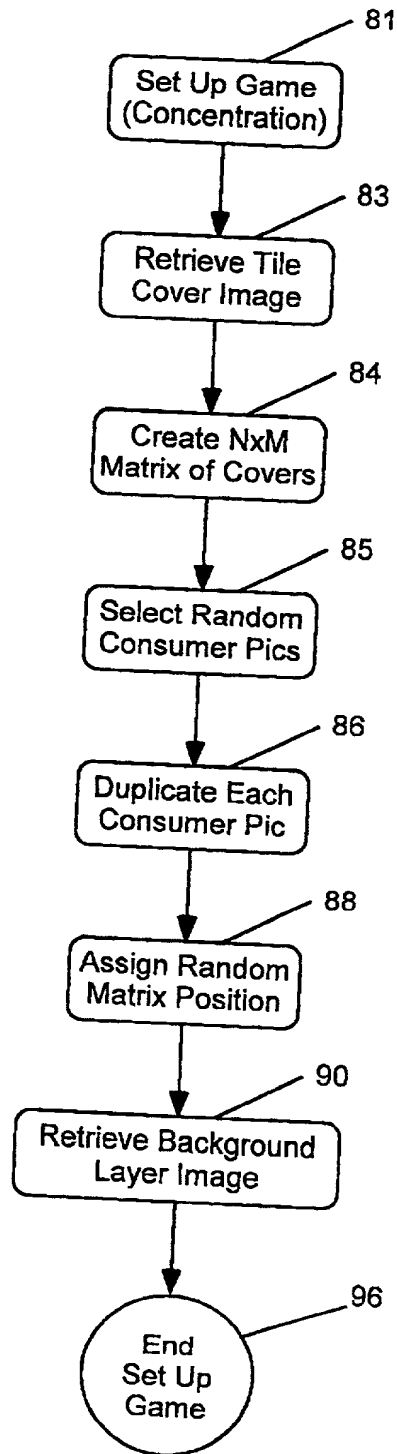 81
Set Up Game
(Concentration)
83
Retrieve Tile
Cover Image
84
Create NxM
Matrix of Covers
85
Select Random
Consumer Pics
86
Duplicate Each
Consumer Pic
88
Assign Random
Matrix Position
90
Retrieve Background
Layer Image
96
End
Set Up
Game